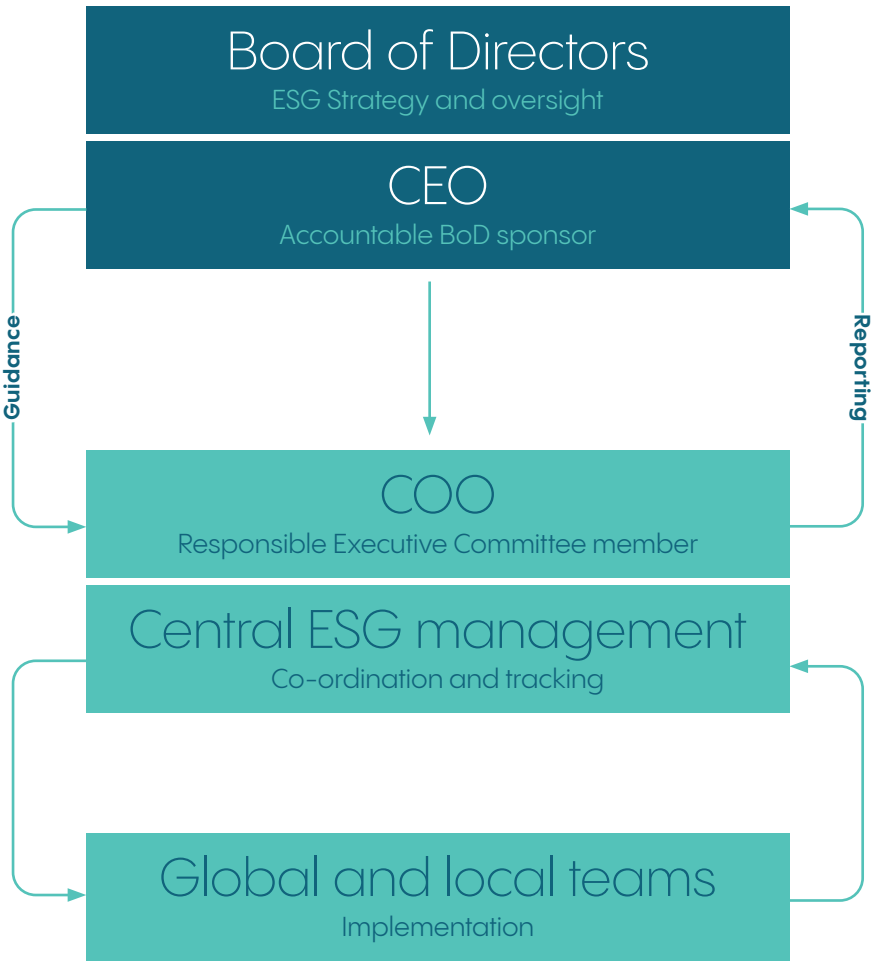 Board of Directors
ESG Strategy and oversight
CEO
Accountable BoD sponsor
Guidance
Reporting
COO
Responsible Executive Committee member
Central ESG management
Co-ordination and tracking
Global and local teams
Implementation